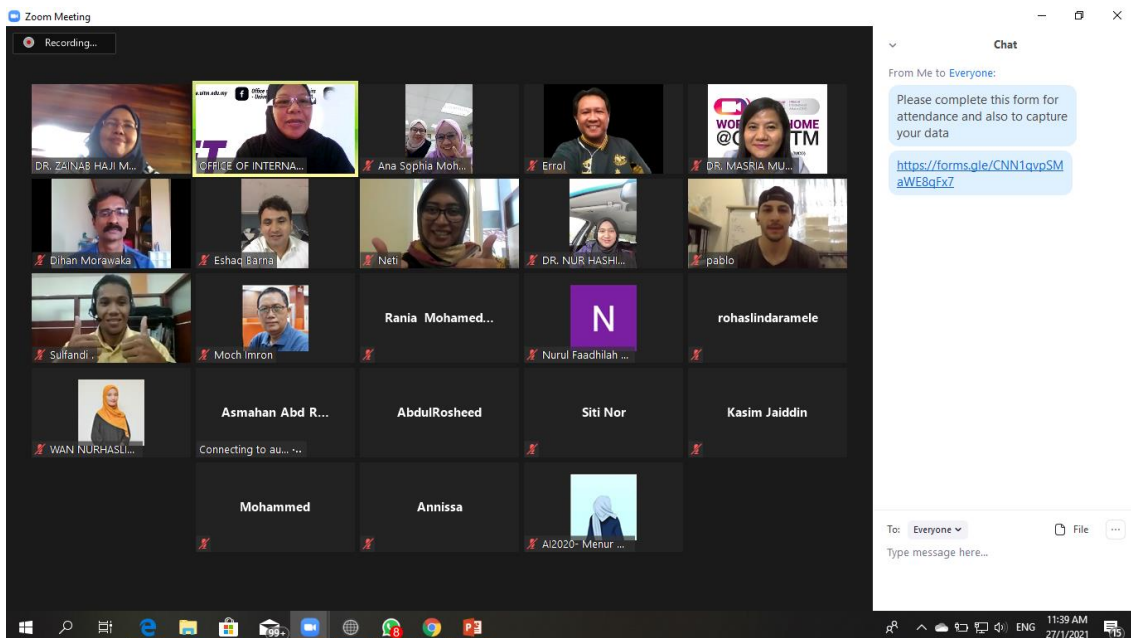 Zoom Meeting
Recording...
Chat
From Me to Everyone:
Please complete this form for
attendance and also to capture
your data
https://forms.gle/CNN1qvpSM
aWE8qFx7
DR. ZAINAB HAJI M...
OFFICE OF INTERNA...
Ana Sophia Moh...
Errol
DR. MASRIA MU...
Dihan Morawaka
Eshaq Barna
Neti
DR. NUR HASHI...
pablo
Sulfandi .
Moch Imron
Rania Mohamed...
N
Nurul Faadhilah ...
rohaslindaramele
WAN NURHASLI...
Asmahan Abd R...
Connecting to au...
AbdulRosheed
Siti Nor
Kasim Jaiddin
Mohammed
Annissa
AI2020- Menur ...
To: Everyone
File
Type message here...
99+
8
ENG
11:39 AM
27/1/2021
15